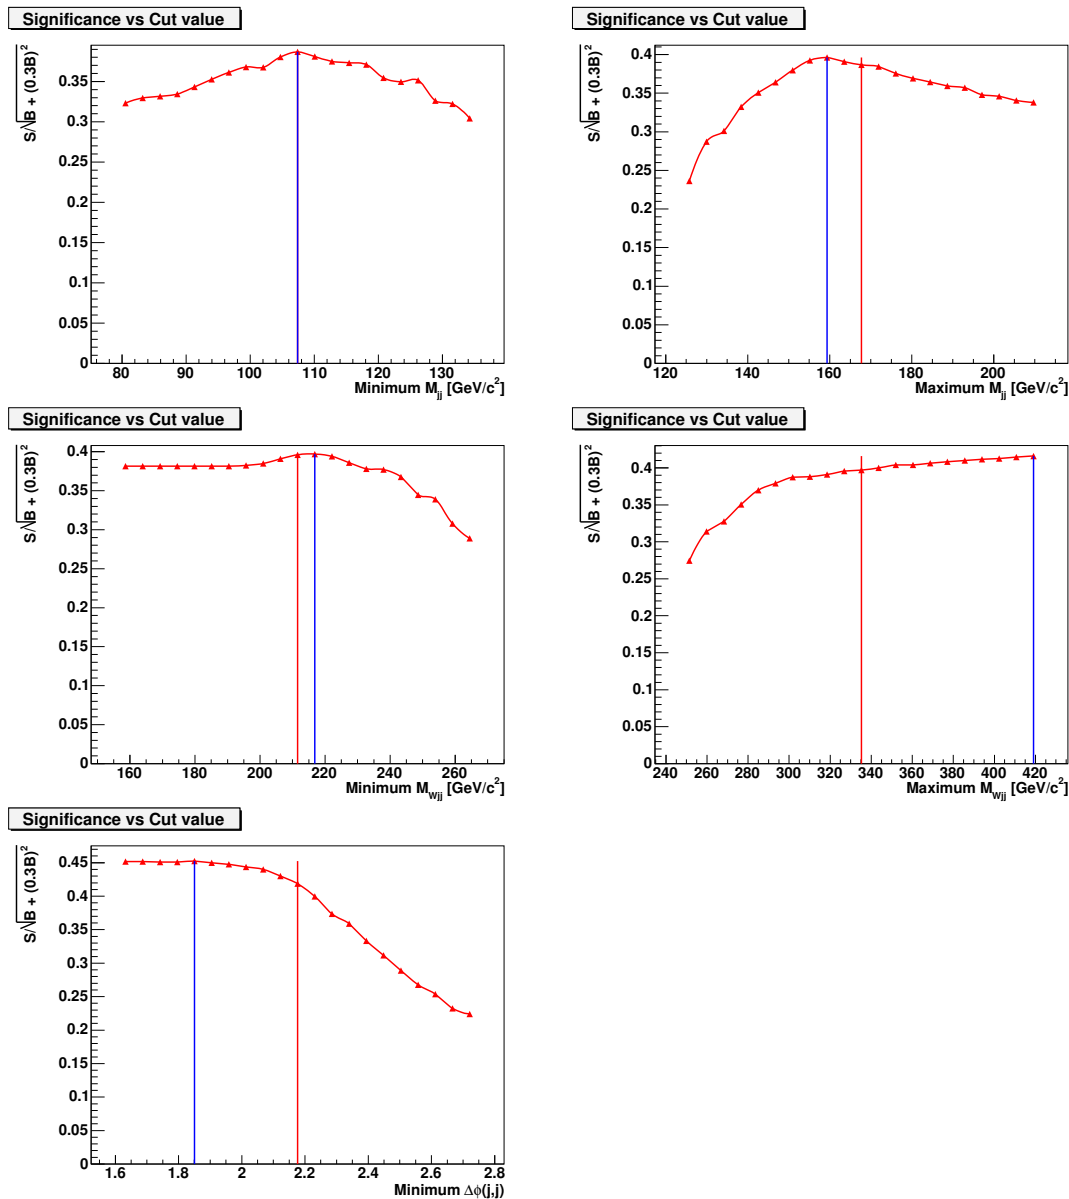 Significance vs Cut value
S/√B + (0.3B)²
0.35
0.3
0.25
0.2
0.15
0.1
0.05
0
80 90 100 110 120 130
Minimum M_jj [GeV/c²]
Significance vs Cut value
S/√B + (0.3B)²
0.4
0.35
0.3
0.25
0.2
0.15
0.1
0.05
0
120 140 160 180 200
Maximum M_jj [GeV/c²]
Significance vs Cut value
S/√B + (0.3B)²
0.4
0.35
0.3
0.25
0.2
0.15
0.1
0.05
0
160 180 200 220 240 260
Minimum M_Wjj [GeV/c²]
Significance vs Cut value
S/√B + (0.3B)²
0.4
0.35
0.3
0.25
0.2
0.15
0.1
0.05
0
240 260 280 300 320 340 360 380 400 420
Maximum M_Wjj [GeV/c²]
Significance vs Cut value
S/√B + (0.3B)²
0.45
0.4
0.35
0.3
0.25
0.2
0.15
0.1
0.05
0
1.6 1.8 2 2.2 2.4 2.6 2.8
Minimum Δϕ(j,j)